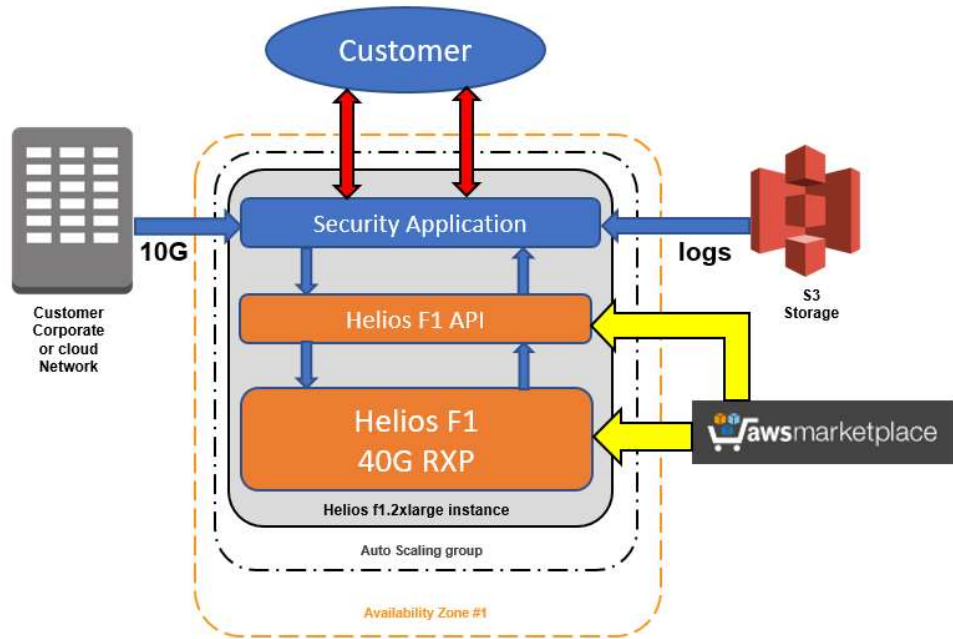 Customer
Security Application
10G
logs
Customer
Corporate
or cloud
Network
S3
Storage
Helios F1 API
Helios F1
40G RXP
awsmarketplace
Helios f1.2xlarge instance
Auto Scaling group
Availability Zone #1